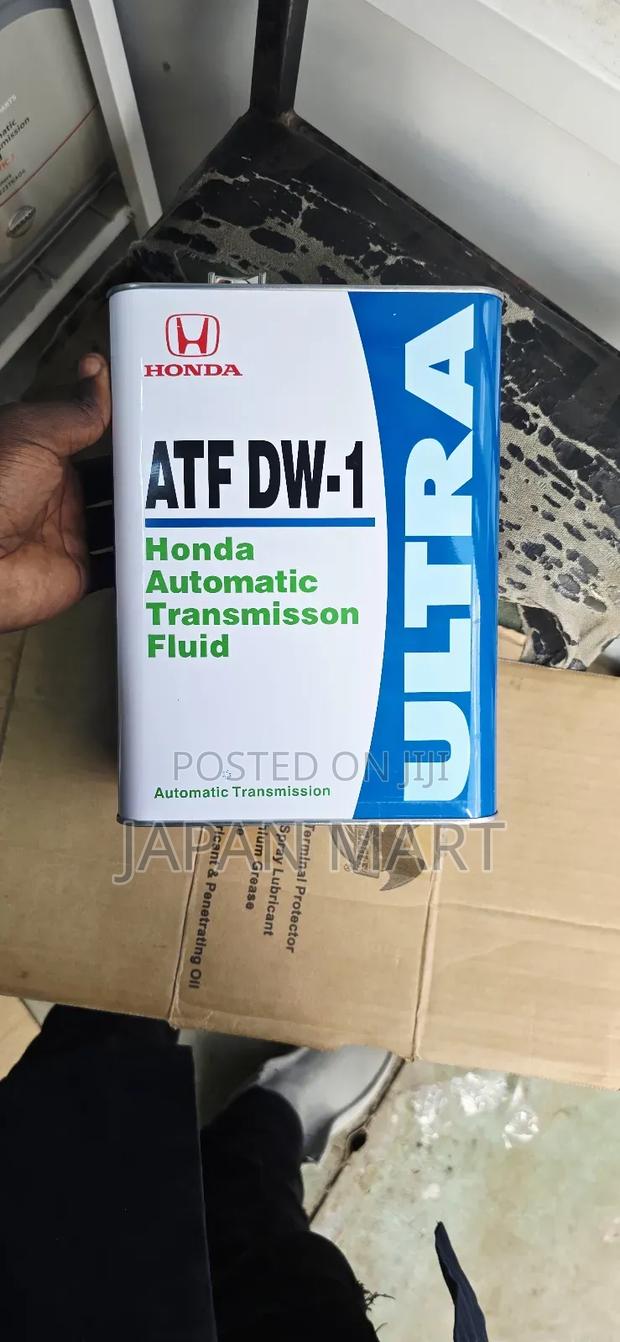 HONDA
ATF DW-1
Honda
Automatic
Transmisson
Fluid
ULTRA
Automatic Transmission
POSTED ON JIJI
JAPAN MART
Terminal Protector
Spray Lubricant
Grease
& Penetrating Oil